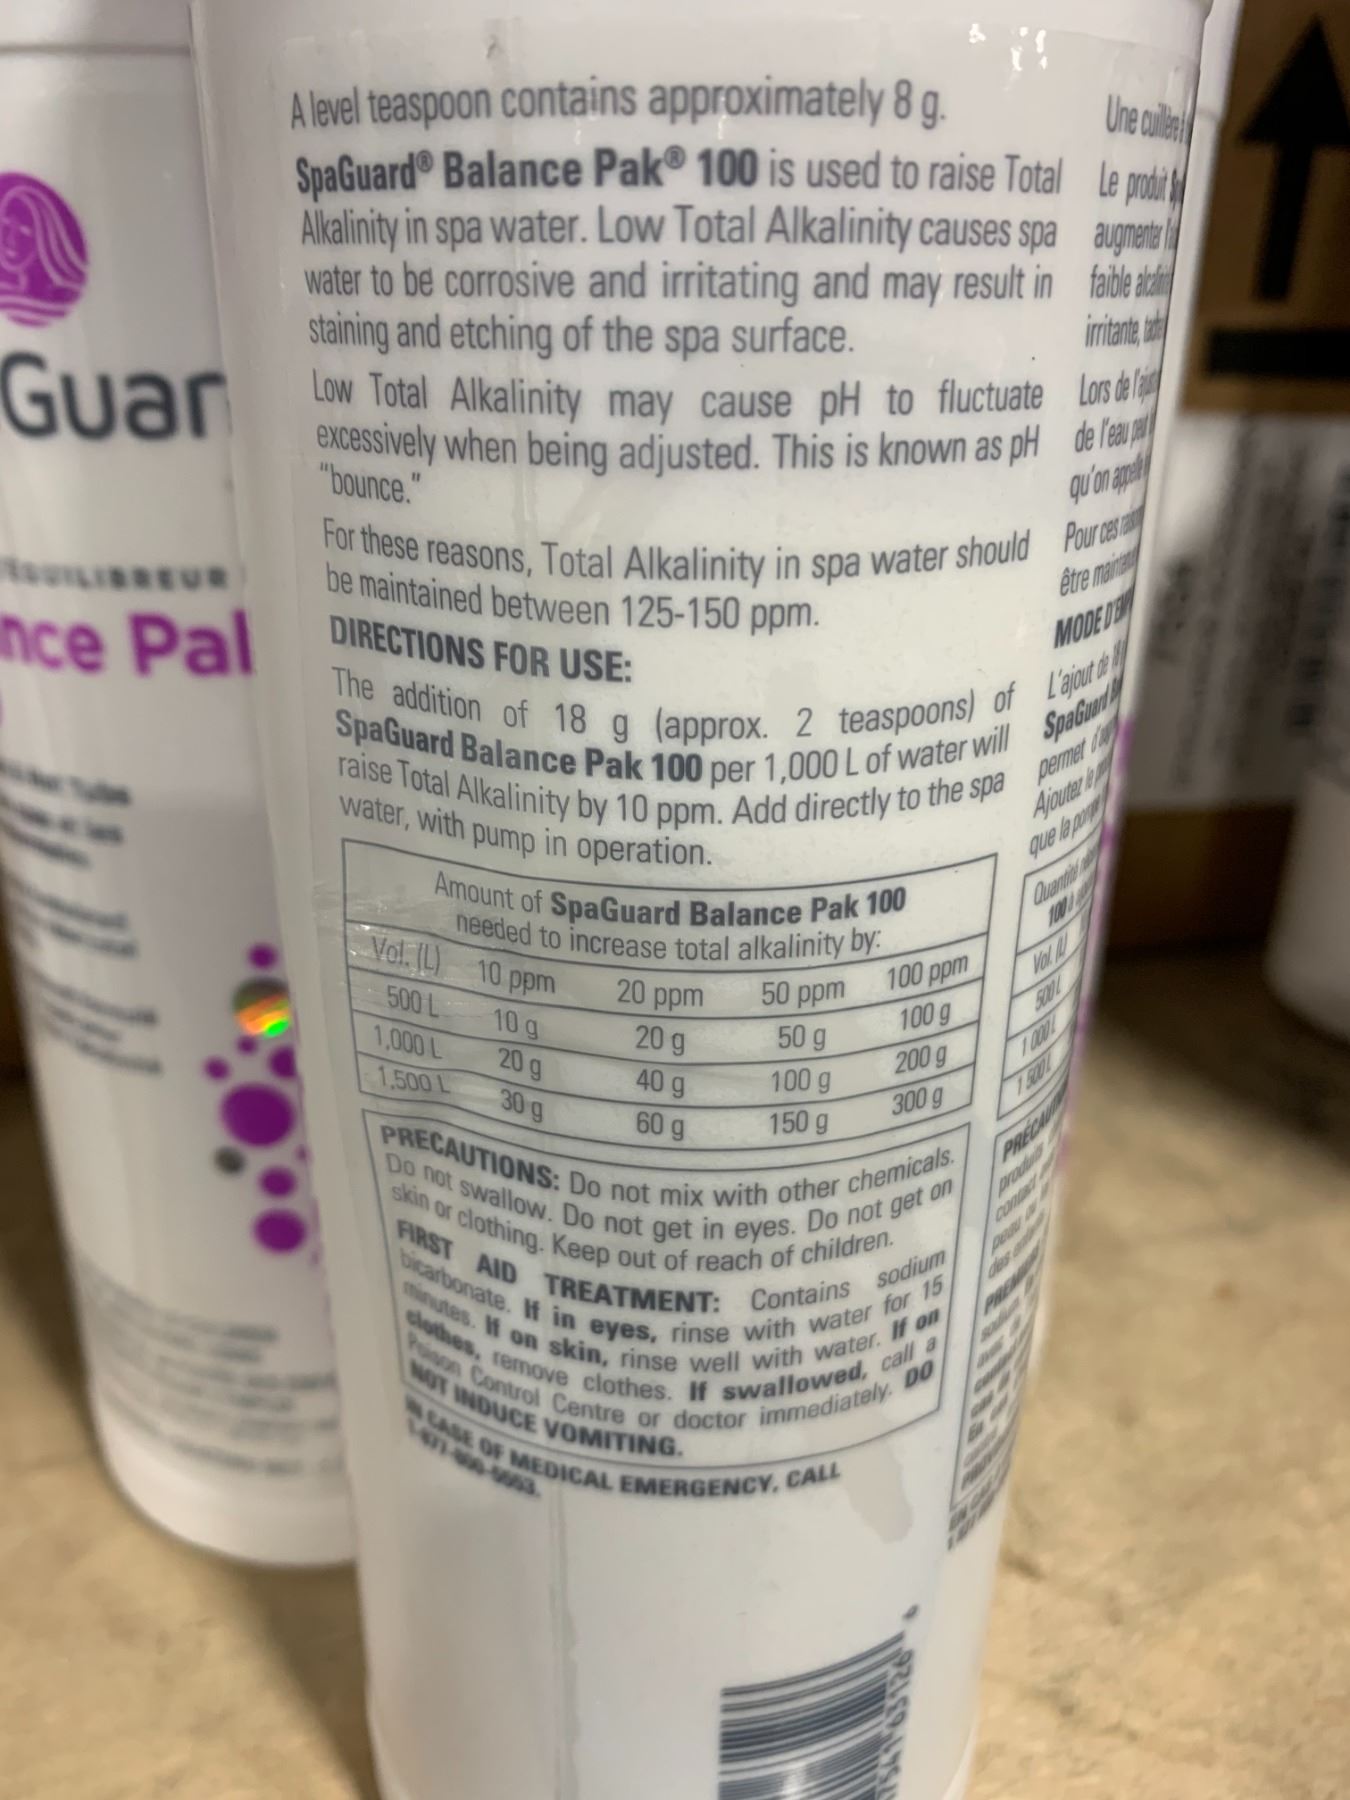 A level teaspoon contains approximately 8 g.
SpaGuard® Balance Pak® 100 is used to raise Total
Alkalinity in spa water. Low Total Alkalinity causes spa
water to be corrosive and irritating and may result in
staining and etching of the spa surface.
Low Total Alkalinity may cause pH to fluctuate
excessively when being adjusted. This is known as pH
"bounce."
For these reasons, Total Alkalinity in spa water should
be maintained between 125-150 ppm.
DIRECTIONS FOR USE:
The addition of 18 g (approx. 2 teaspoons) of
SpaGuard Balance Pak 100 per 1,000 L of water will
raise Total Alkalinity by 10 ppm. Add directly to the spa
water, with pump in operation.
Amount of SpaGuard Balance Pak 100
needed to increase total alkalinity by:
Vol. (L) 10 ppm 20 ppm 50 ppm 100 ppm
500 L 10 g 20 g 50 g 100 g
1,000 L 20 g 40 g 100 g 200 g
1,500 L 30 g 60 g 150 g 300 g
PRECAUTIONS: Do not mix with other chemicals.
Do not swallow. Do not get in eyes. Do not get on
skin or clothing. Keep out of reach of children.
FIRST AID TREATMENT: Contains sodium
bicarbonate. If in eyes, rinse with water for 15
minutes. If on skin, rinse well with water. If on
clothes, remove clothes. If swallowed, call a
Poison Control Centre or doctor immediately. DO
NOT INDUCE VOMITING.
IN CASE OF MEDICAL EMERGENCY, CALL
Une cuillère
Le produit
augmenter
faible
irritante,
Lors de
de l'eau peut
qu'on appelle
Pour ces
être
MODE
L'ajout de
SpaGuard
permet
Ajoutez le
que la
Quantité
100 à
Vol. (L)
500 L
1 000 L
1 500 L
Guar
nce Pak